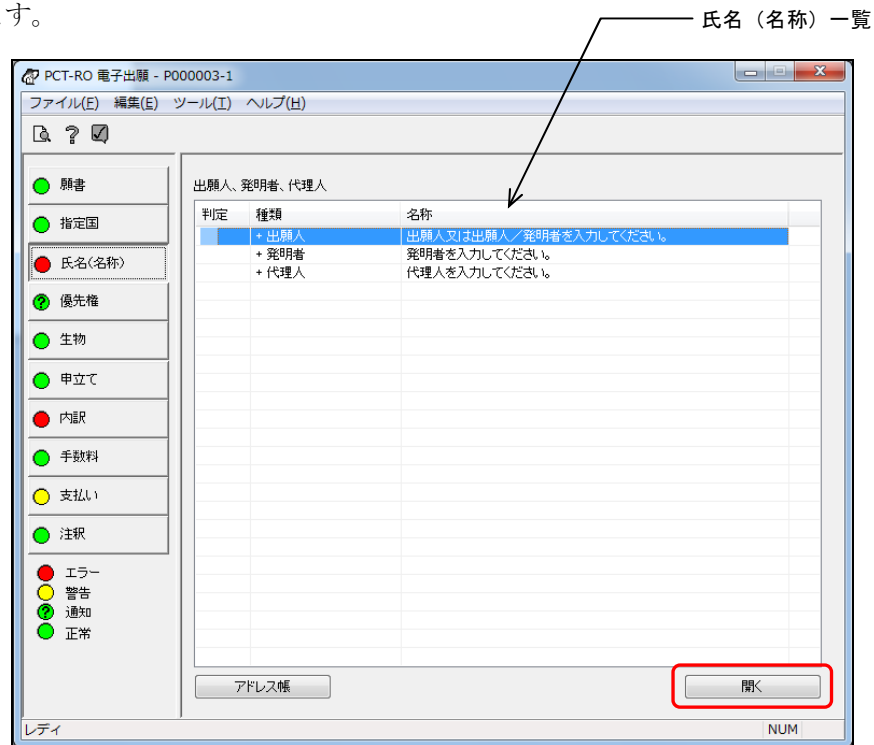 す。
氏名（名称）一覧
PCT-RO 電子出願 - P000003-1
ファイル(F) 編集(E) ツール(T) ヘルプ(H)
願書
指定国
氏名(名称)
優先権
生物
申立て
内訳
手数料
支払い
注釈
エラー
警告
通知
正常
出願人、発明者、代理人
判定 種類 名称
+ 出願人 出願人又は出願人／発明者を入力してください。
+ 発明者 発明者を入力してください。
+ 代理人 代理人を入力してください。
アドレス帳 開く
レディ NUM